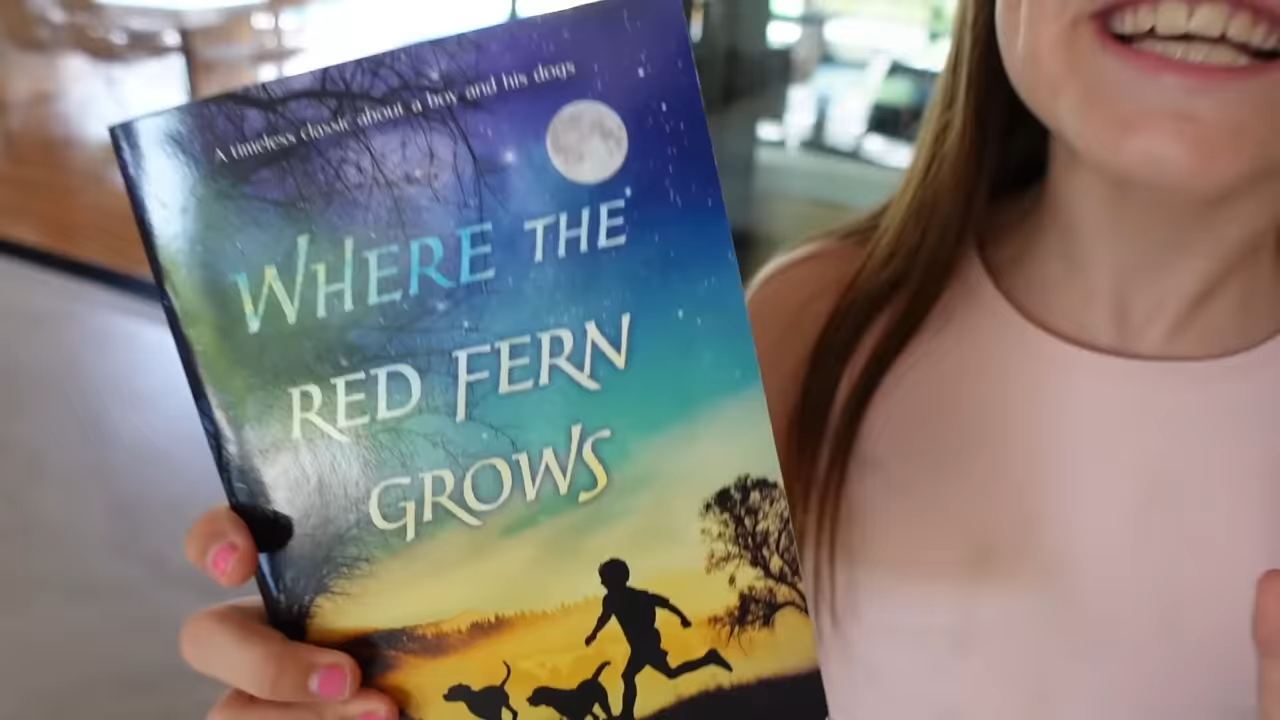 A timeless classic about a boy and his dogs
WHERE THE
RED FERN
GROWS